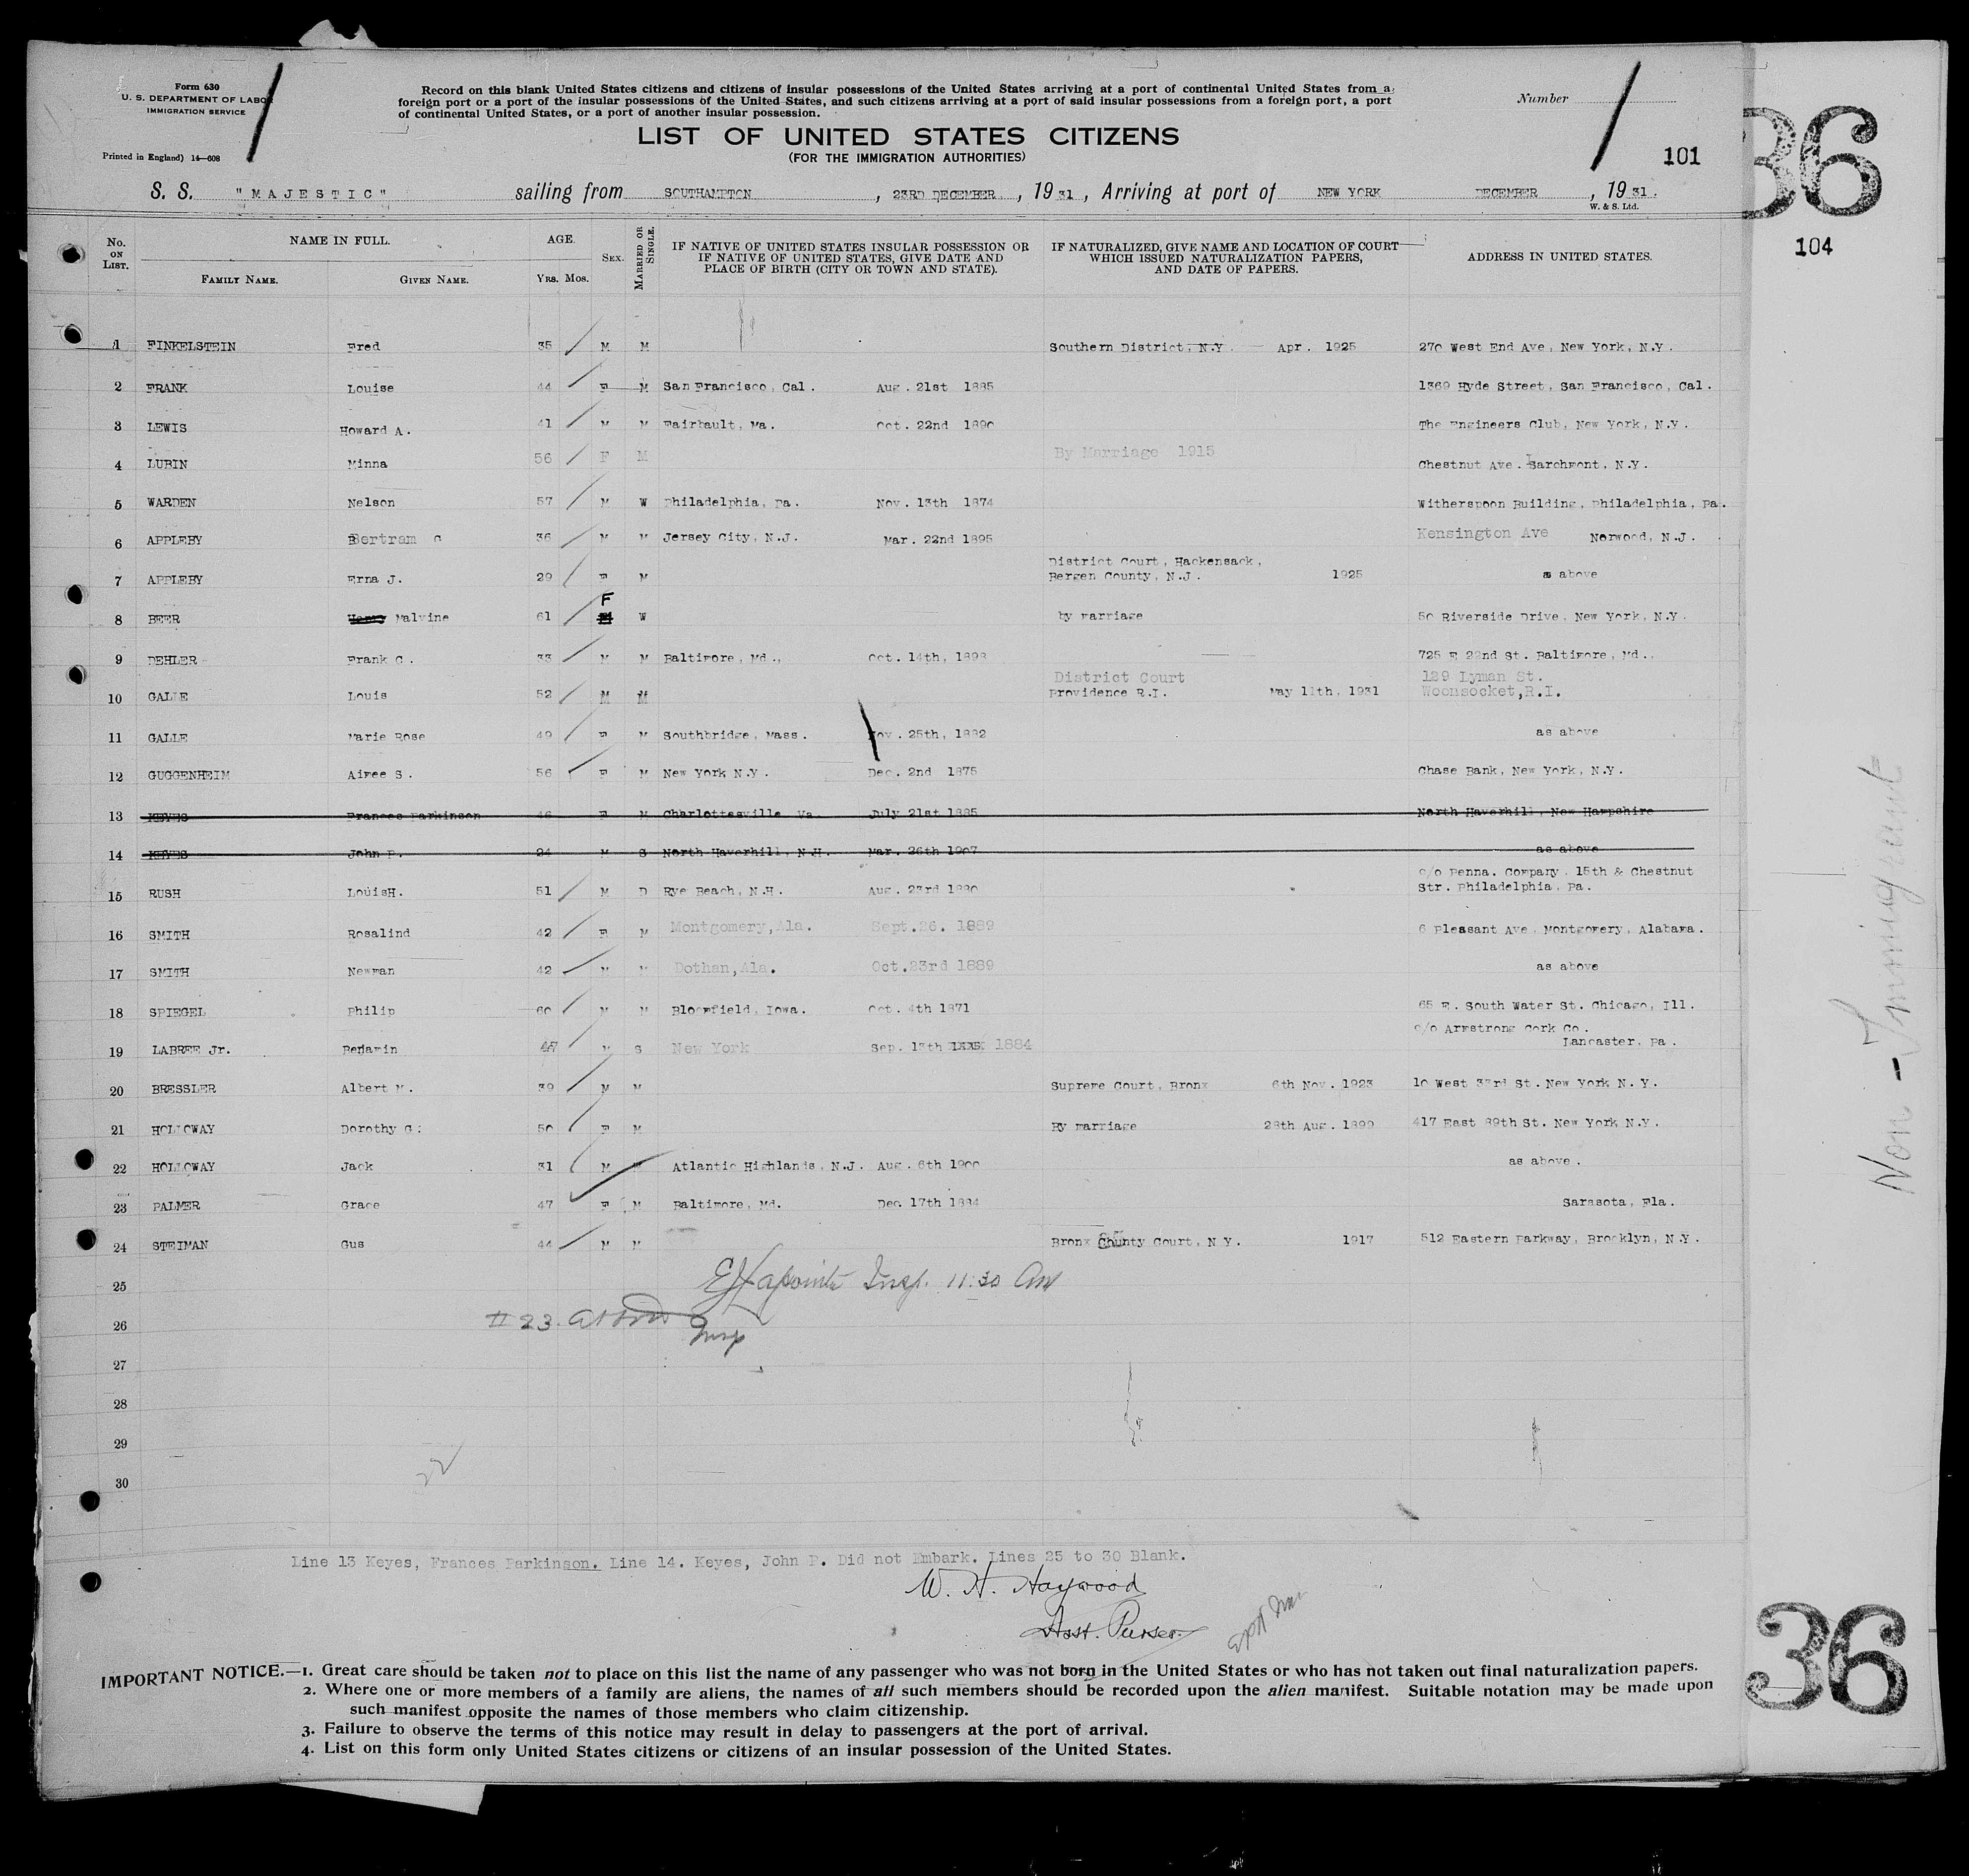 Form 630
U. S. DEPARTMENT OF LABOR
IMMIGRATION SERVICE
Printed in England) 14—608
Record on this blank United States citizens and citizens of insular possessions of the United States arriving at a port of continental United States from a
foreign port or a port of the insular possessions of the United States, and such citizens arriving at a port of said insular possessions from a foreign port, a port
of continental United States, or a port of another insular possession.
Number
LIST OF UNITED STATES CITIZENS
(FOR THE IMMIGRATION AUTHORITIES)
101
36
104
S. S. "MAJESTIC" sailing from SOUTHAMPTON, 23RD DECEMBER, 1931, Arriving at port of NEW YORK DECEMBER, 1931.
W. & S. Ltd.
No. ON LIST. NAME IN FULL. FAMILY NAME. GIVEN NAME. AGE. YRS. MOS. SEX. MARRIED OR SINGLE. IF NATIVE OF UNITED STATES INSULAR POSSESSION OR IF NATIVE OF UNITED STATES, GIVE DATE AND PLACE OF BIRTH (CITY OR TOWN AND STATE). IF NATURALIZED, GIVE NAME AND LOCATION OF COURT WHICH ISSUED NATURALIZATION PAPERS, AND DATE OF PAPERS. ADDRESS IN UNITED STATES.
1 FINKELSTEIN Fred 35 M M Southern District, N.Y. Apr. 1925 270 West End Ave, New York, N.Y.
2 FRANK Louise 44 F M San Francisco, Cal. Aug. 21st 1885 1369 Hyde Street, San Francisco, Cal.
3 LEWIS Howard A. 41 M M Fairbault, Ma. Oct. 22nd 1890 The Engineers Club, New York, N.Y.
4 LUBIN Minna 56 F M By Marriage 1915 Chestnut Ave. Larchmont, N.Y.
5 WARDEN Nelson 57 M W Philadelphia, Pa. Nov. 13th 1874 Witherspoon Building, Philadelphia, Pa.
6 APPLEBY Bertram C 36 M M Jersey City, N.J. Mar. 22nd 1895 Kensington Ave Norwood, N.J.
7 APPLEBY Erna J. 29 F M District Court, Hackensack, Bergen County, N.J. 1925 as above
8 BEER Henry Malvine 61 F W by marriage 50 Riverside Drive, New York, N.Y.
9 DEHLER Frank C. 33 M M Baltimore, Md., Oct. 14th, 1898 725 E 22nd St. Baltimore, Md.,
10 GALLE Louis 52 M M District Court Providence R.I. May 11th, 1931 129 Lyman St. Woonsocket, R.I.
11 GALLE Marie Rose 49 F M Southbridge, Mass. Nov. 25th, 1882 as above
12 GUGGENHEIM Aimee S. 56 F M New York N.Y. Dec. 2nd 1875 Chase Bank, New York, N.Y.
13 KEYES Frances Parkinson 46 F M Charlottesville Va. July 21st 1885 North Haverhill, New Hampshire
14 KEYES John P. 24 M S North Haverhill, N.H. Mar. 26th 1907 as above
15 RUSH LouisH. 51 M D Rye Beach, N.H. Aug. 23rd 1880 c/o Penna. Company. 15th & Chestnut Str. Philadelphia, Pa.
16 SMITH Rosalind 42 F M Montgomery, Ala. Sept.26. 1889 6 Pleasant Ave, Montgomery, Alabama.
17 SMITH Newman 42 M M Dothan, Ala. Oct.23rd 1889 as above
18 SPIEGEL Philip 60 M M Bloomfield, Iowa. Oct. 4th 1871 65 E. South Water St. Chicago, Ill.
19 LABREE Jr. Benjamin 47 M S New York Sep. 13th 1884 c/o Armstrong Cork Co. Lancaster, Pa.
20 BRESSLER Albert M. 39 M M Supreme Court, Bronx 6th Nov. 1923 10 West 33rd St. New York N.Y.
21 HOLLOWAY Dorothy G. 50 F M By marriage 28th Aug. 1899 417 East 89th St. New York N.Y.
22 HOLLOWAY Jack 31 M Atlantic Highlands, N.J. Aug. 6th 1900 as above.
23 PALMER Grace 47 F M Baltimore, Md. Dec. 17th 1884 Sarasota, Fla.
24 STEIMAN Gus 44 M M Bronx County Court, N.Y. 1917 512 Eastern Parkway, Brooklyn, N.Y.
25 Insp. 11:30 AM
26 # 23. Insp
27
28
29
30
22
Non-Immigrant
Line 13 Keyes, Frances Parkinson. Line 14. Keyes, John P. Did not Embark. Lines 25 to 30 Blank.
W. H. Haywood
Asst. Purser.
IMPORTANT NOTICE.—1. Great care should be taken not to place on this list the name of any passenger who was not born in the United States or who has not taken out final naturalization papers.
2. Where one or more members of a family are aliens, the names of all such members should be recorded upon the alien manifest. Suitable notation may be made upon
such manifest opposite the names of those members who claim citizenship.
3. Failure to observe the terms of this notice may result in delay to passengers at the port of arrival.
4. List on this form only United States citizens or citizens of an insular possession of the United States.
36